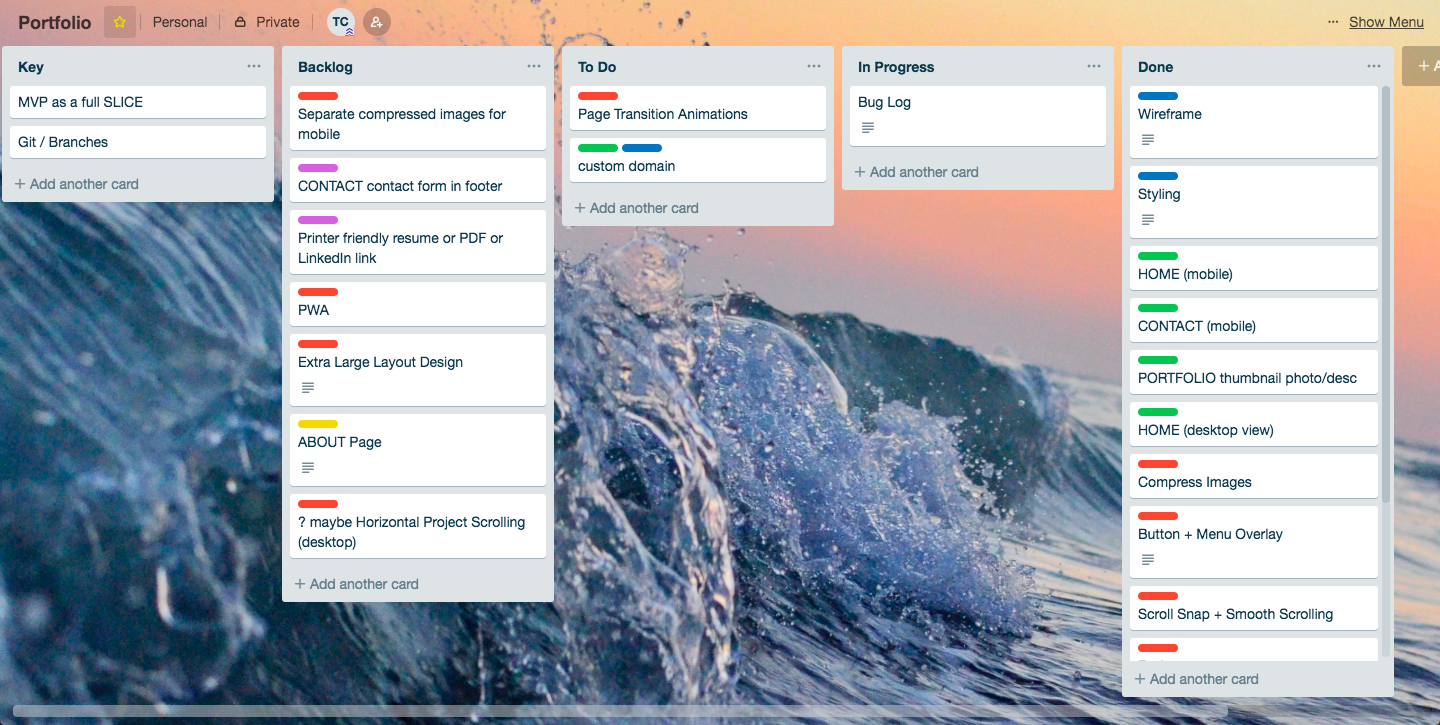 Portfolio
Personal
Private
TC
Show Menu
Key
MVP as a full SLICE
Git / Branches
+ Add another card
Backlog
Separate compressed images for
mobile
CONTACT contact form in footer
Printer friendly resume or PDF or
LinkedIn link
PWA
Extra Large Layout Design
ABOUT Page
? maybe Horizontal Project Scrolling
(desktop)
+ Add another card
To Do
Page Transition Animations
custom domain
+ Add another card
In Progress
Bug Log
+ Add another card
Done
Wireframe
Styling
HOME (mobile)
CONTACT (mobile)
PORTFOLIO thumbnail photo/desc
HOME (desktop view)
Compress Images
Button + Menu Overlay
Scroll Snap + Smooth Scrolling
+ Add another card